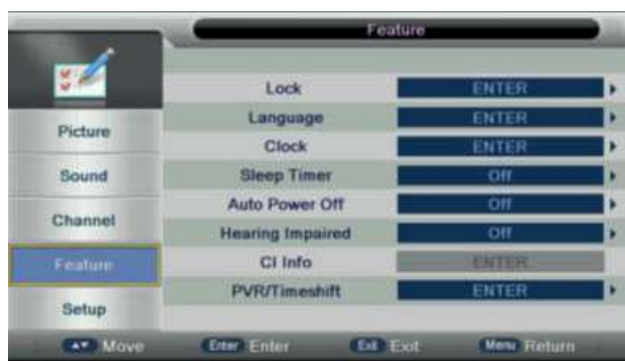 Feature
Lock ENTER
Language ENTER
Clock ENTER
Sleep Timer Off
Auto Power Off Off
Hearing Impaired Off
CI Info ENTER
PVR/Timeshift ENTER
Picture
Sound
Channel
Feature
Setup
Move Enter Enter Exit Exit Menu Return